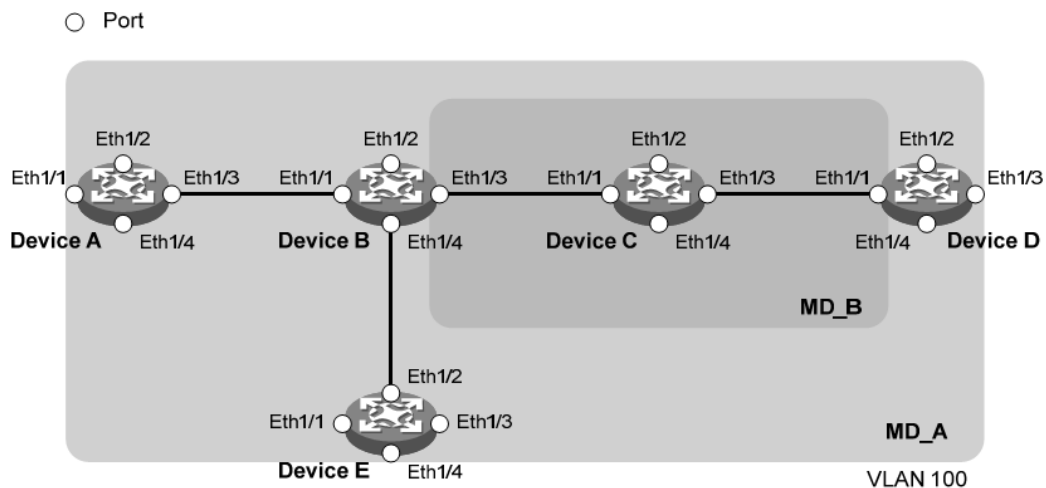 Port
Eth1/2
Eth1/2
Eth1/2
Eth1/2
Eth1/1
Eth1/3
Eth1/1
Eth1/3
Eth1/1
Eth1/3
Eth1/1
Eth1/3
Device A
Eth1/4
Device B
Eth1/4
Device C
Eth1/4
Eth1/4
Device D
MD_B
Eth1/2
Eth1/1
Eth1/3
MD_A
Device E
Eth1/4
VLAN 100